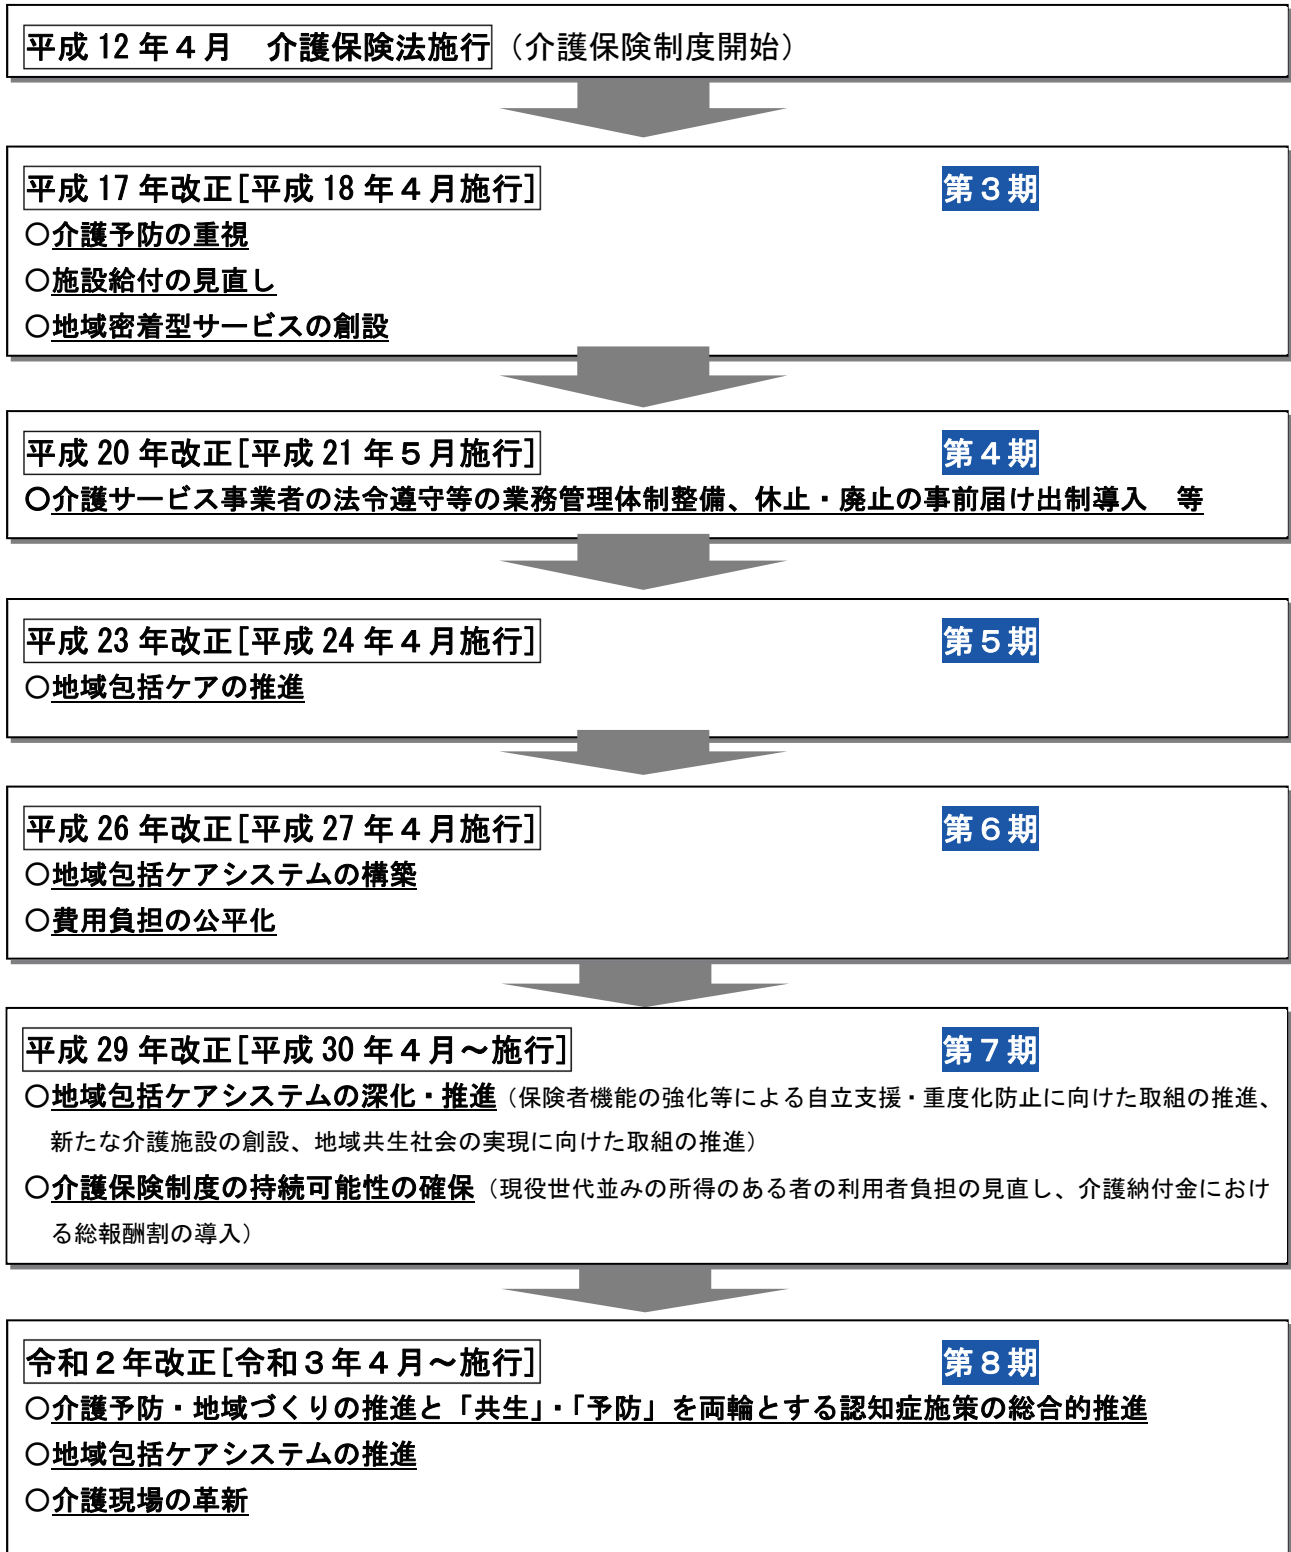 平成 12 年４月　介護保険法施行（介護保険制度開始）
平成 17 年改正[平成 18 年４月施行]　第３期
○介護予防の重視
○施設給付の見直し
○地域密着型サービスの創設
平成 20 年改正[平成 21 年５月施行]　第４期
○介護サービス事業者の法令遵守等の業務管理体制整備、休止・廃止の事前届け出制導入　等
平成 23 年改正[平成 24 年４月施行]　第５期
○地域包括ケアの推進
平成 26 年改正[平成 27 年４月施行]　第６期
○地域包括ケアシステムの構築
○費用負担の公平化
平成 29 年改正[平成 30 年４月～施行]　第７期
○地域包括ケアシステムの深化・推進（保険者機能の強化等による自立支援・重度化防止に向けた取組の推進、
新たな介護施設の創設、地域共生社会の実現に向けた取組の推進）
○介護保険制度の持続可能性の確保（現役世代並みの所得のある者の利用者負担の見直し、介護納付金におけ
る総報酬割の導入）
令和２年改正[令和３年４月～施行]　第８期
○介護予防・地域づくりの推進と「共生」・「予防」を両輪とする認知症施策の総合的推進
○地域包括ケアシステムの推進
○介護現場の革新